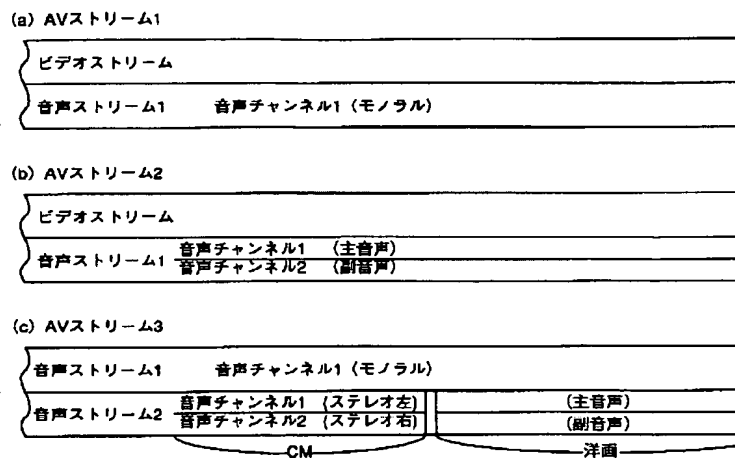 (a) AVストリーム1
ビデオストリーム
音声ストリーム1 音声チャンネル1 (モノラル)
(b) AVストリーム2
ビデオストリーム
音声ストリーム1
音声チャンネル1 (主音声)
音声チャンネル2 (副音声)
(c) AVストリーム3
音声ストリーム1 音声チャンネル1 (モノラル)
音声ストリーム2
音声チャンネル1 (ステレオ左) (主音声)
音声チャンネル2 (ステレオ右) (副音声)
CM 洋画